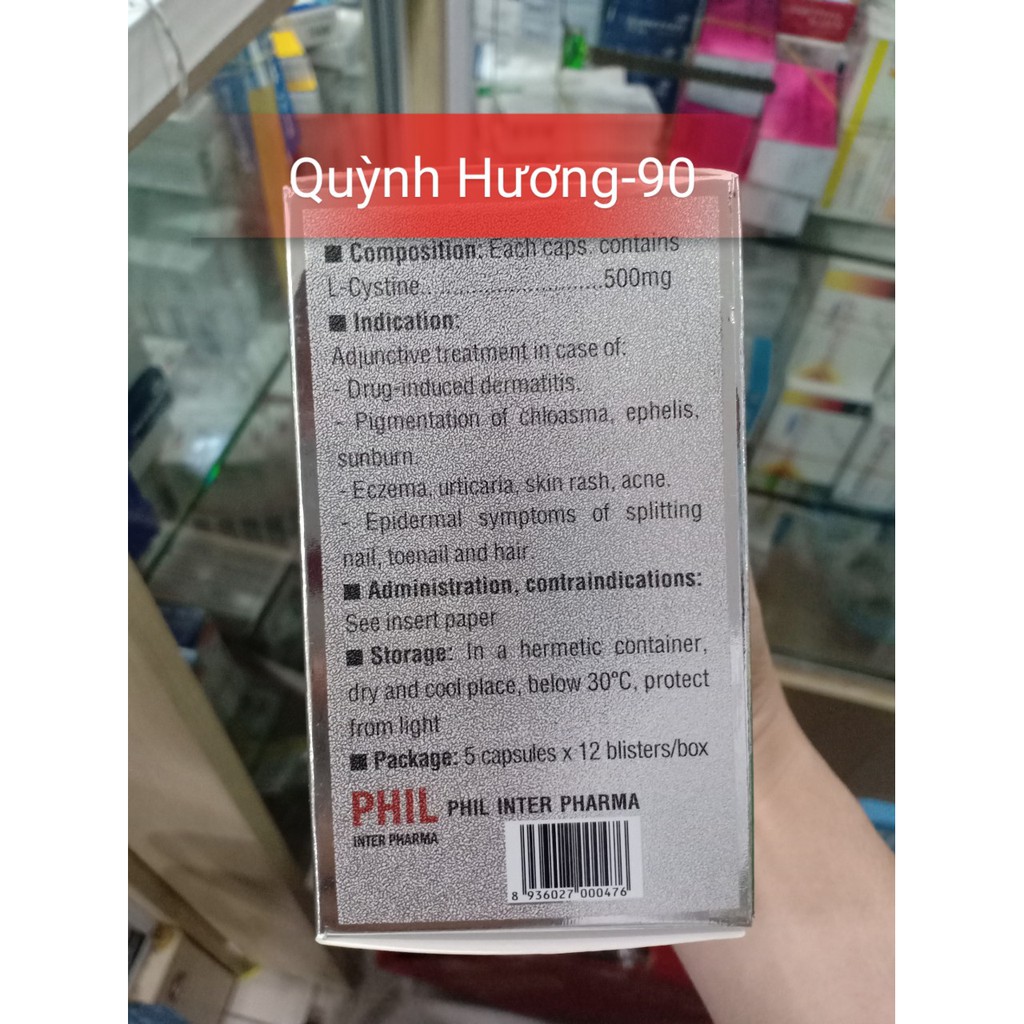 Quỳnh Hương-90
Composition: Each caps. contains
L-Cystine..............................500mg
Indication:
Adjunctive treatment in case of:
- Drug-induced dermatitis.
- Pigmentation of chloasma, ephelis,
sunburn.
- Eczema, urticaria, skin rash, acne.
- Epidermal symptoms of splitting
nail, toenail and hair.
Administration, contraindications:
See insert paper
Storage: In a hermetic container,
dry and cool place, below 30°C, protect
from light
Package: 5 capsules x 12 blisters/box
PHIL PHIL INTER PHARMA
INTER PHARMA
8 936027 000476